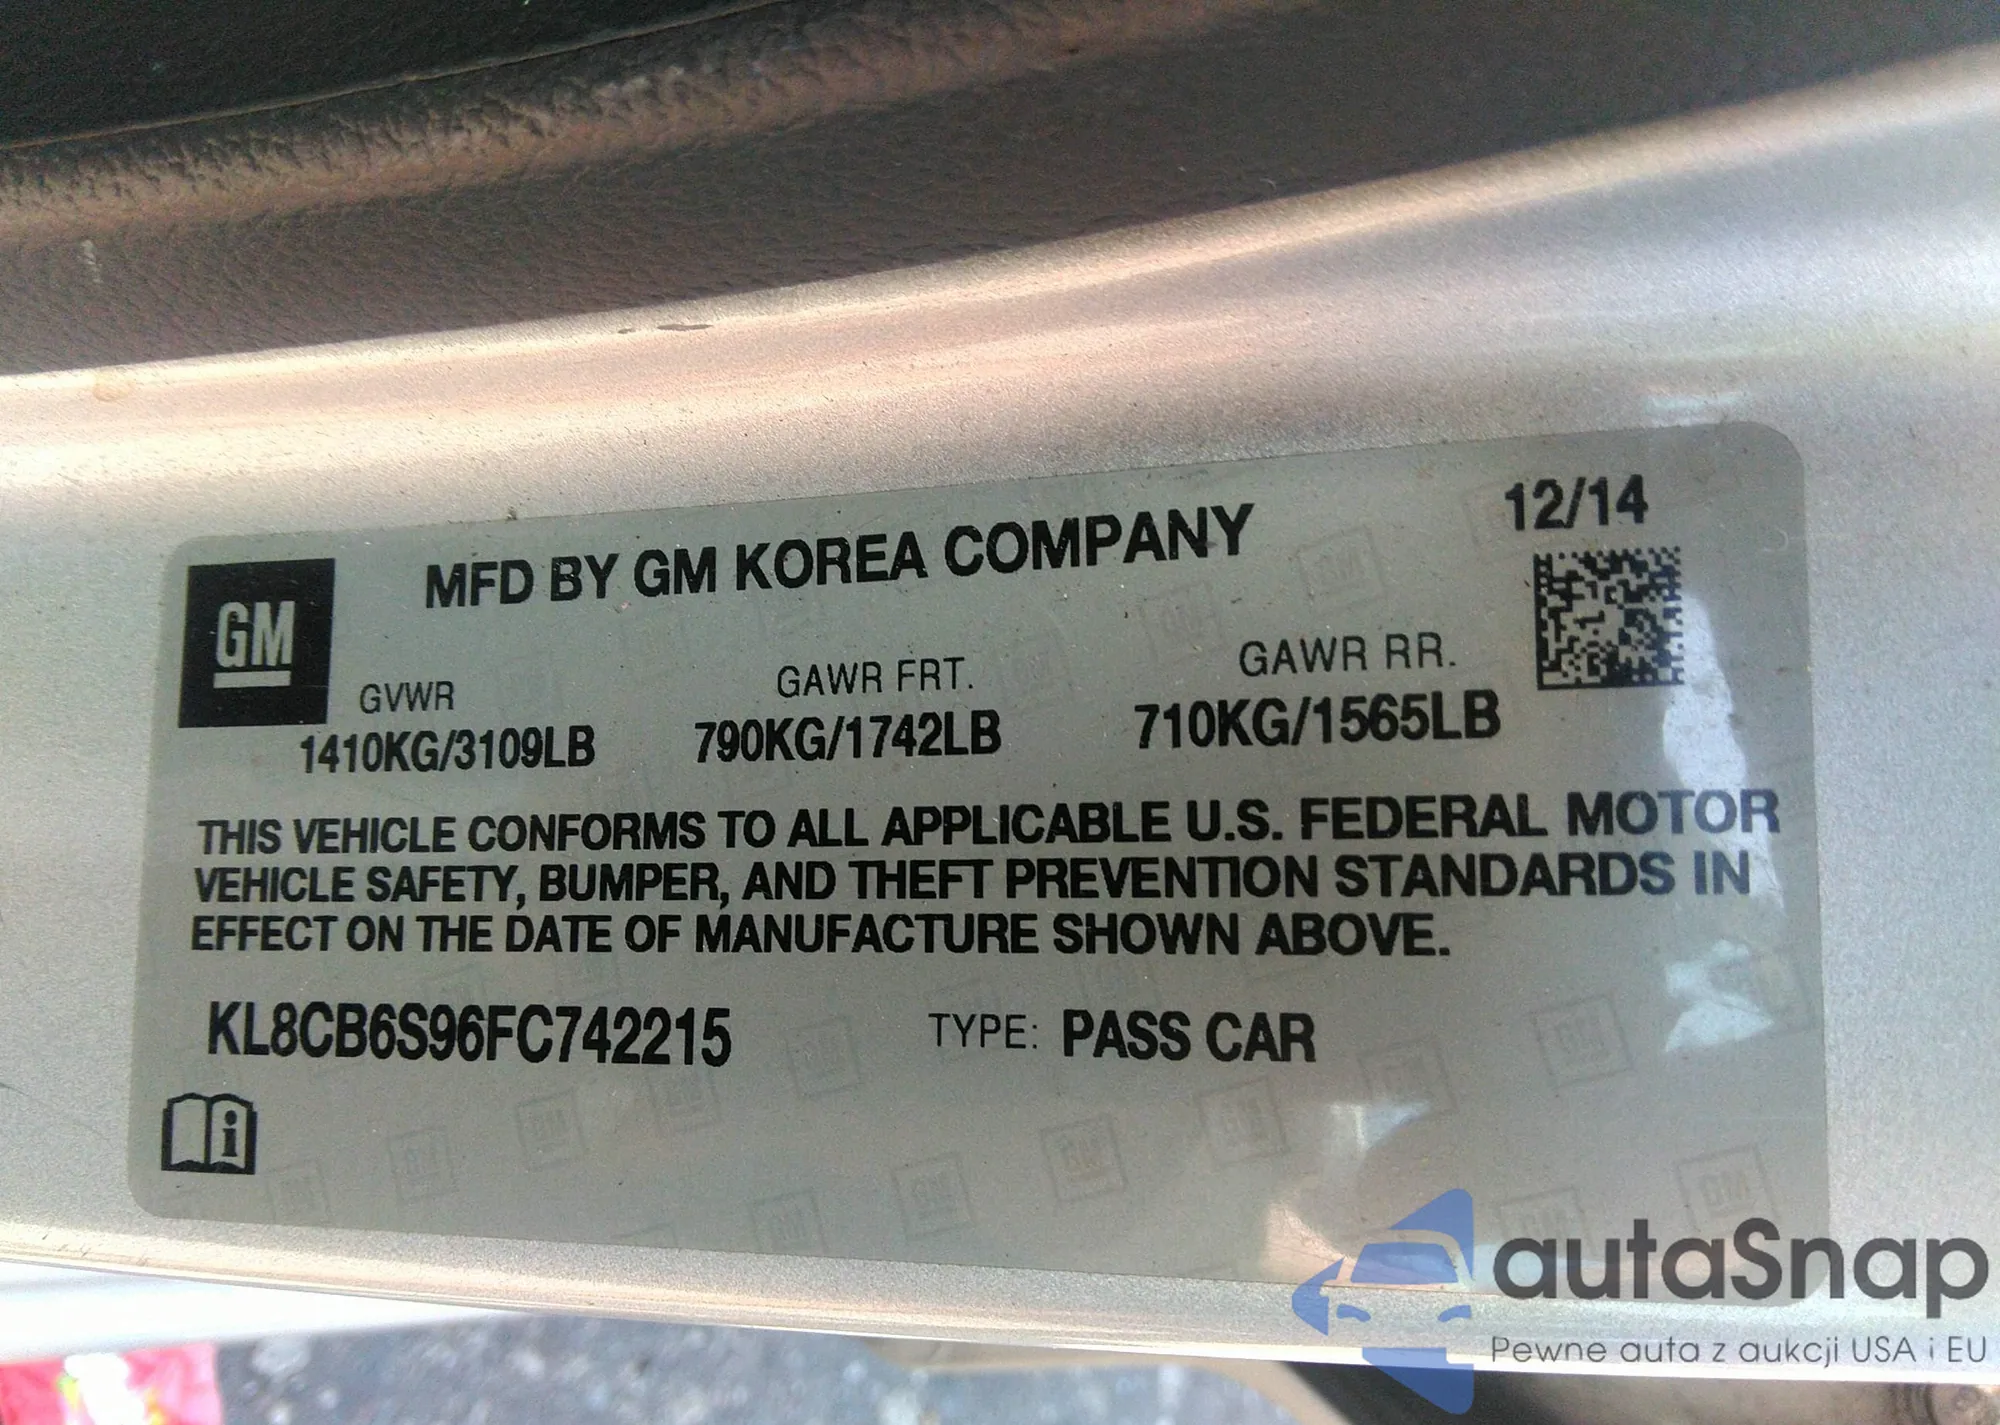 12/14
MFD BY GM KOREA COMPANY
GM
GVWR GAWR FRT. GAWR RR.
1410KG/3109LB 790KG/1742LB 710KG/1565LB
THIS VEHICLE CONFORMS TO ALL APPLICABLE U.S. FEDERAL MOTOR
VEHICLE SAFETY, BUMPER, AND THEFT PREVENTION STANDARDS IN
EFFECT ON THE DATE OF MANUFACTURE SHOWN ABOVE.
KL8CB6S96FC742215 TYPE: PASS CAR
i
autaSnap
Pewne auta z aukcji USA i EU